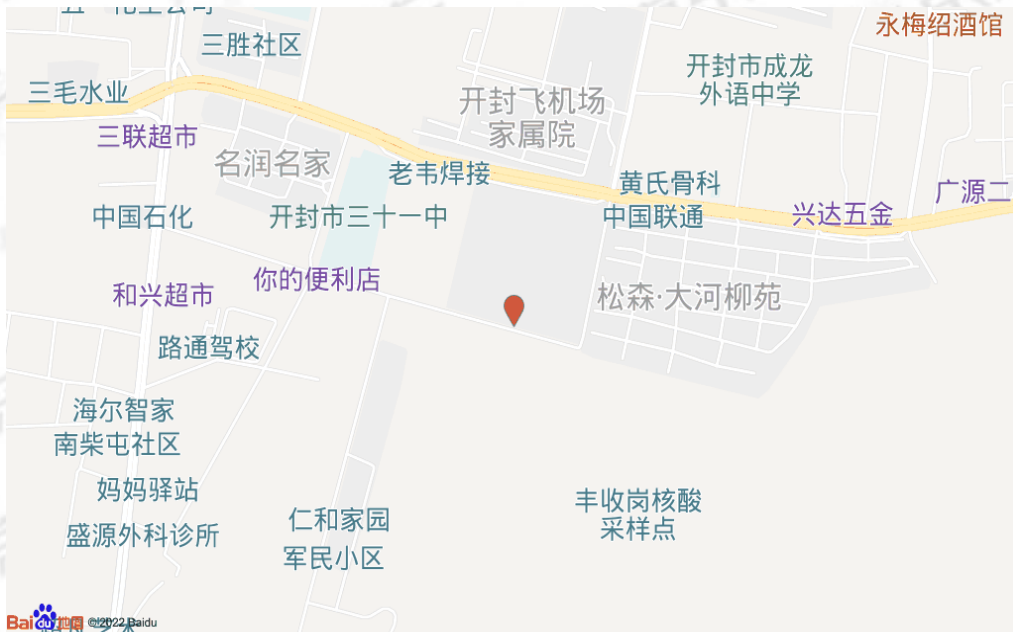 永梅绍酒馆
三胜社区
开封市成龙
外语中学
三毛水业
开封飞机场
家属院
三联超市
名润名家
老韦焊接
黄氏骨科
广源二
中国石化
开封市三十一中
中国联通
兴达五金
你的便利店
和兴超市
松森·大河柳苑
路通驾校
海尔智家
南柴屯社区
妈妈驿站
丰收岗核酸
采样点
仁和家园
盛源外科诊所
军民小区
Bai du 地图 © 2022 Baidu